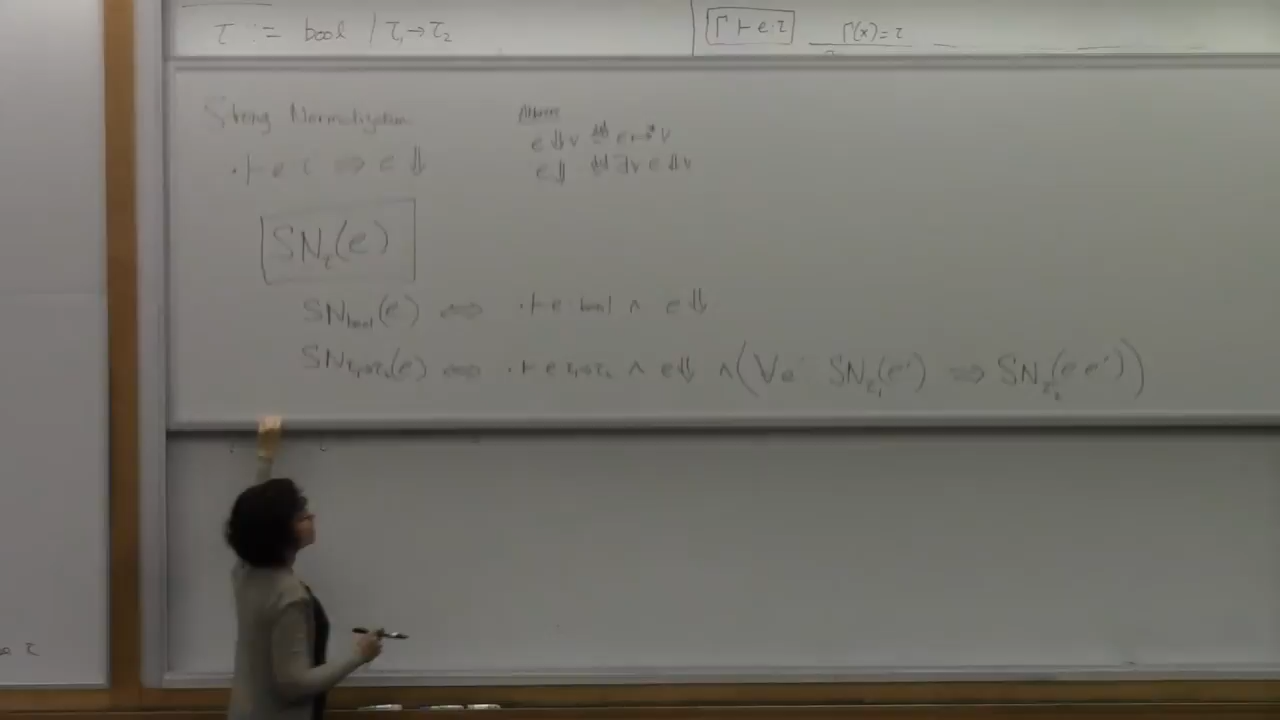 τ := bool | τ₁→τ₂
Γ ⊢ e:τ Γ(x)=τ
Strong Normalization
· ⊢ e:τ ⟹ e⇓
e⇓v ≝ e ↦* v
e⇓ ≝ ∃v e⇓v
SN_τ(e)
SN_bool(e) ⟺ · ⊢ e:bool ∧ e⇓
SN_τ₁→τ₂(e) ⟺ · ⊢ e:τ₁→τ₂ ∧ e⇓ ∧ (∀e' SN_τ₁(e') ⟹ SN_τ₂(e e'))
τ